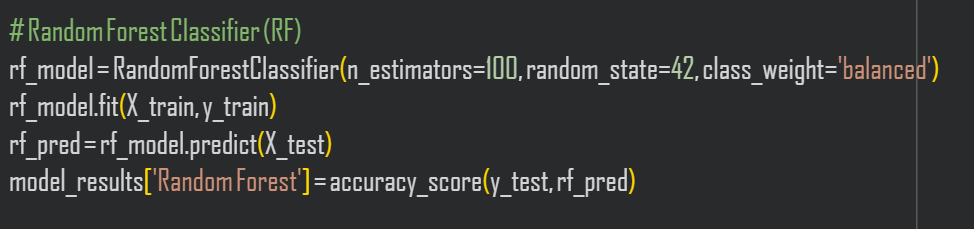 # Random Forest Classifier (RF)
rf_model = RandomForestClassifier(n_estimators=100, random_state=42, class_weight='balanced')
rf_model.fit(X_train, y_train)
rf_pred = rf_model.predict(X_test)
model_results['Random Forest'] = accuracy_score(y_test, rf_pred)